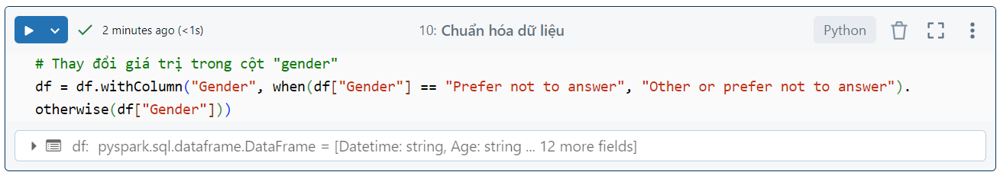 2 minutes ago (<1s)
10: Chuẩn hóa dữ liệu
Python
# Thay đổi giá trị trong cột "gender"
df = df.withColumn("Gender", when(df["Gender"] == "Prefer not to answer", "Other or prefer not to answer").
otherwise(df["Gender"]))
df: pyspark.sql.dataframe.DataFrame = [Datetime: string, Age: string ... 12 more fields]